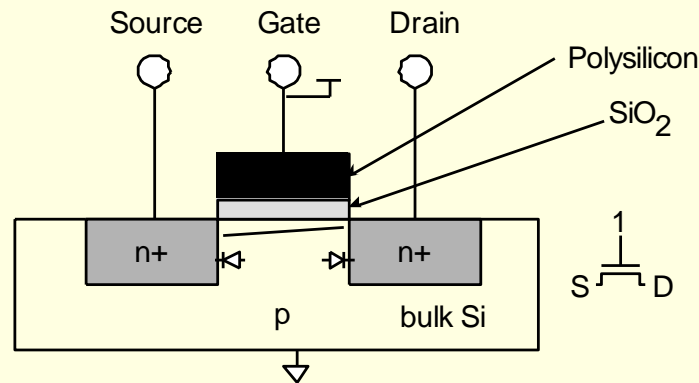 Source Gate Drain
Polysilicon
SiO2
n+ n+
1
S D
p bulk Si